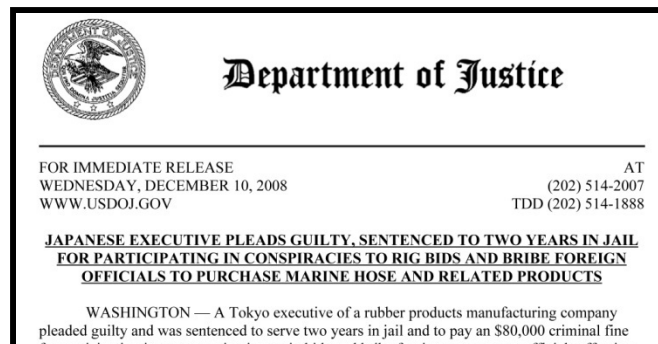 Department of Justice
FOR IMMEDIATE RELEASE AT
WEDNESDAY, DECEMBER 10, 2008 (202) 514-2007
WWW.USDOJ.GOV TDD (202) 514-1888
JAPANESE EXECUTIVE PLEADS GUILTY, SENTENCED TO TWO YEARS IN JAIL
FOR PARTICIPATING IN CONSPIRACIES TO RIG BIDS AND BRIBE FOREIGN
OFFICIALS TO PURCHASE MARINE HOSE AND RELATED PRODUCTS
WASHINGTON — A Tokyo executive of a rubber products manufacturing company
pleaded guilty and was sentenced to serve two years in jail and to pay an $80,000 criminal fine